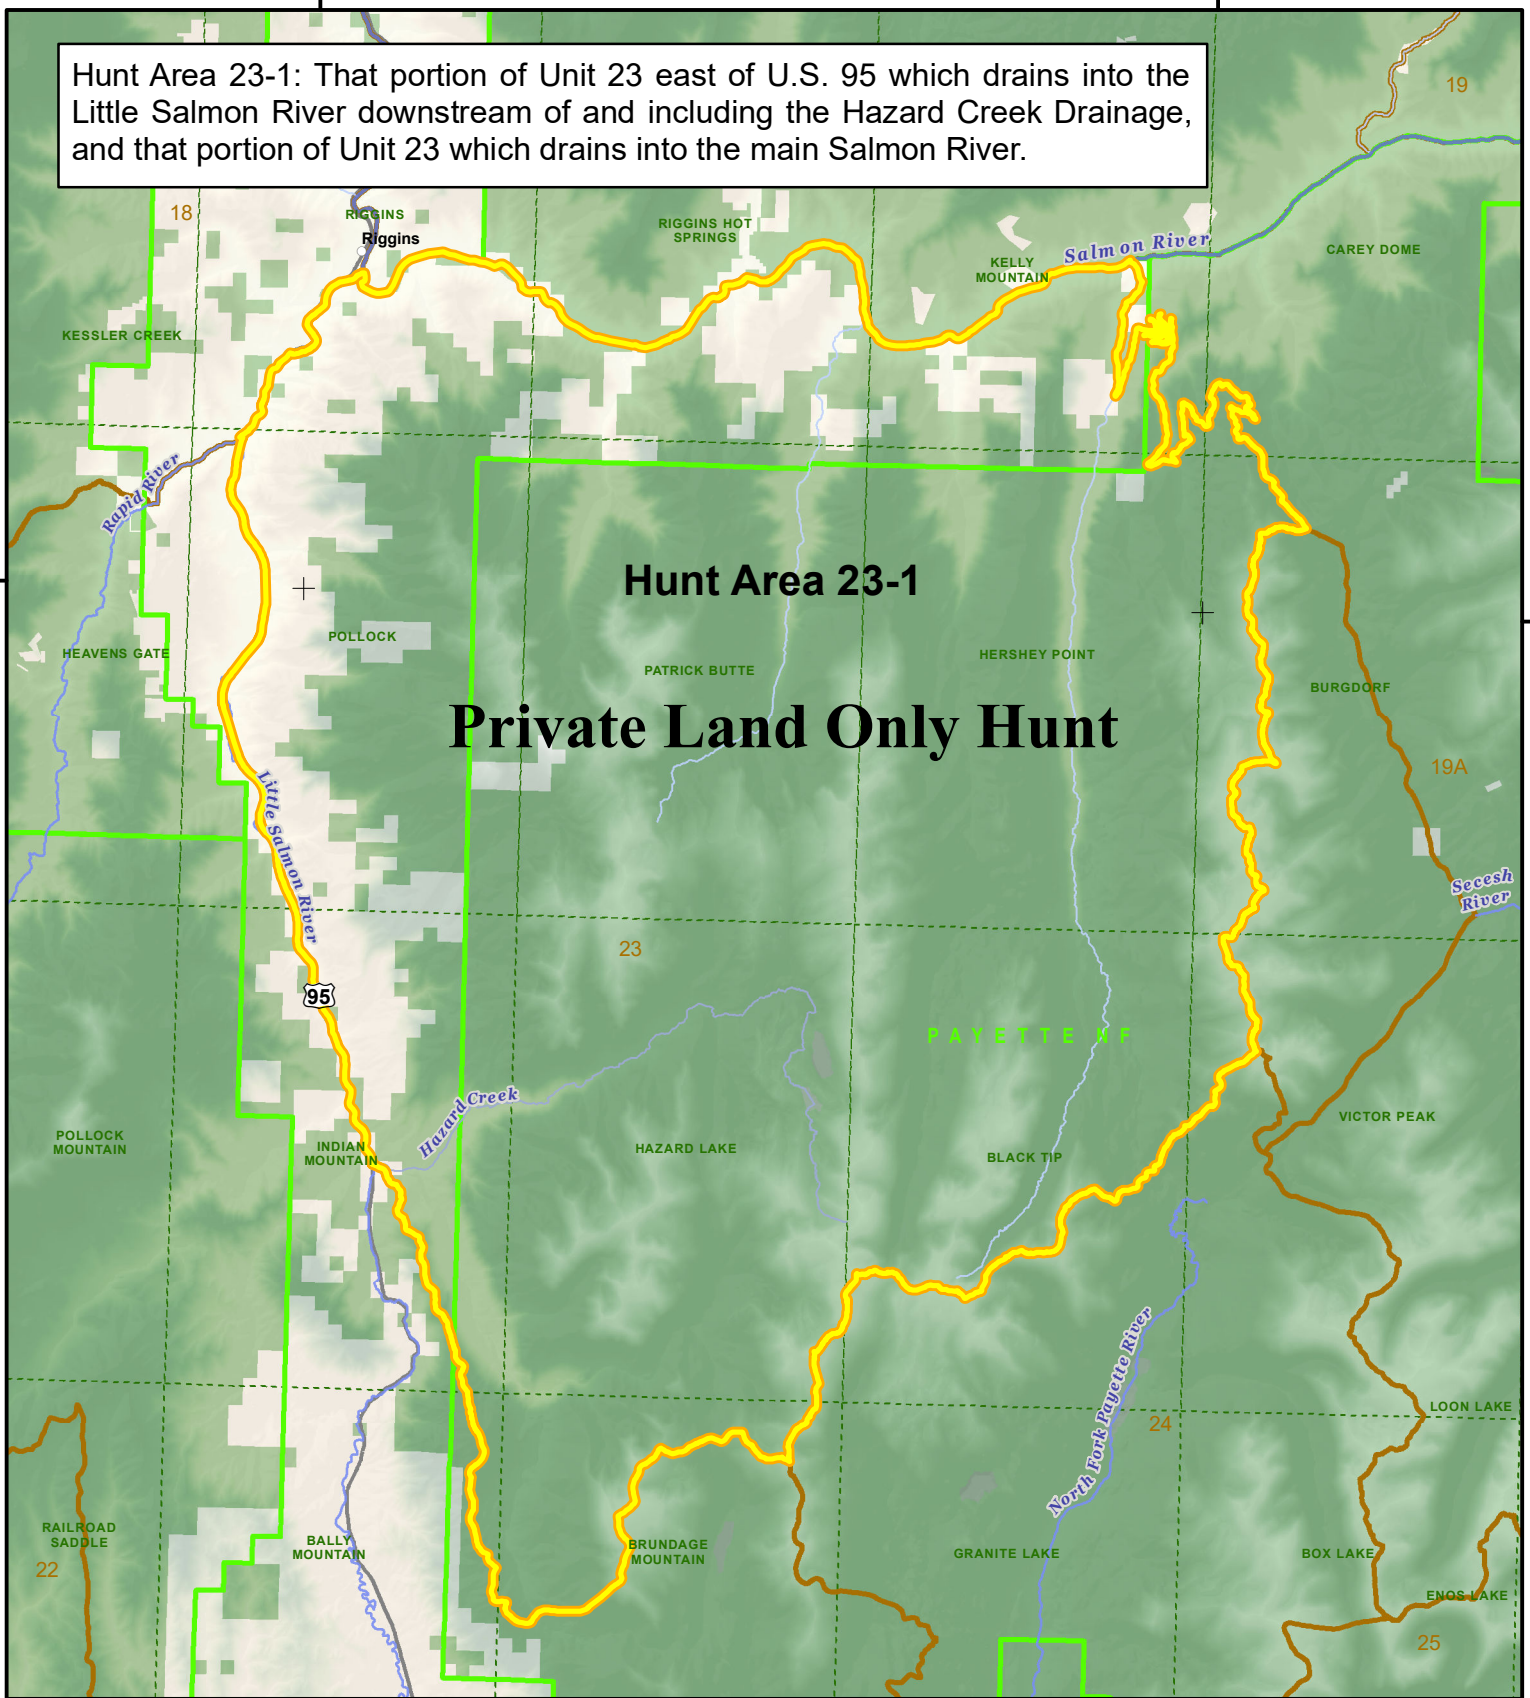 Hunt Area 23-1: That portion of Unit 23 east of U.S. 95 which drains into the
Little Salmon River downstream of and including the Hazard Creek Drainage,
and that portion of Unit 23 which drains into the main Salmon River.
19
18
RIGGINS
Riggins
RIGGINS HOT
SPRINGS
Salmon River
KELLY
MOUNTAIN
CAREY DOME
KESSLER CREEK
Rapid River
Hunt Area 23-1
POLLOCK
HEAVENS GATE
PATRICK BUTTE
HERSHEY POINT
BURGDORF
Private Land Only Hunt
19A
Little Salmon River
Secesh
River
23
95
PAYETTE NF
Hazard Creek
POLLOCK
MOUNTAIN
INDIAN
MOUNTAIN
HAZARD LAKE
BLACK TIP
VICTOR PEAK
North Fork Payette River
LOON LAKE
24
RAILROAD
SADDLE
22
BALLY
MOUNTAIN
BRUNDAGE
MOUNTAIN
GRANITE LAKE
BOX LAKE
ENOS LAKE
25